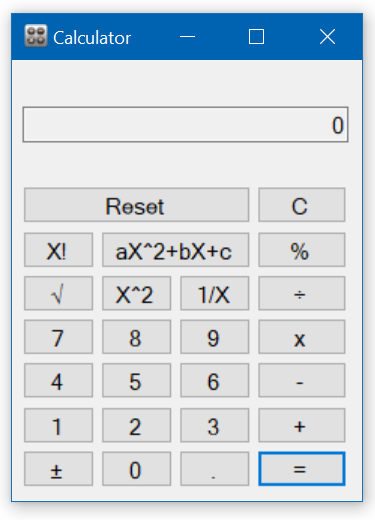 Calculator
0
Reset C
X! aX^2+bX+c %
√ X^2 1/X ÷
7 8 9 x
4 5 6 -
1 2 3 +
± 0 . =